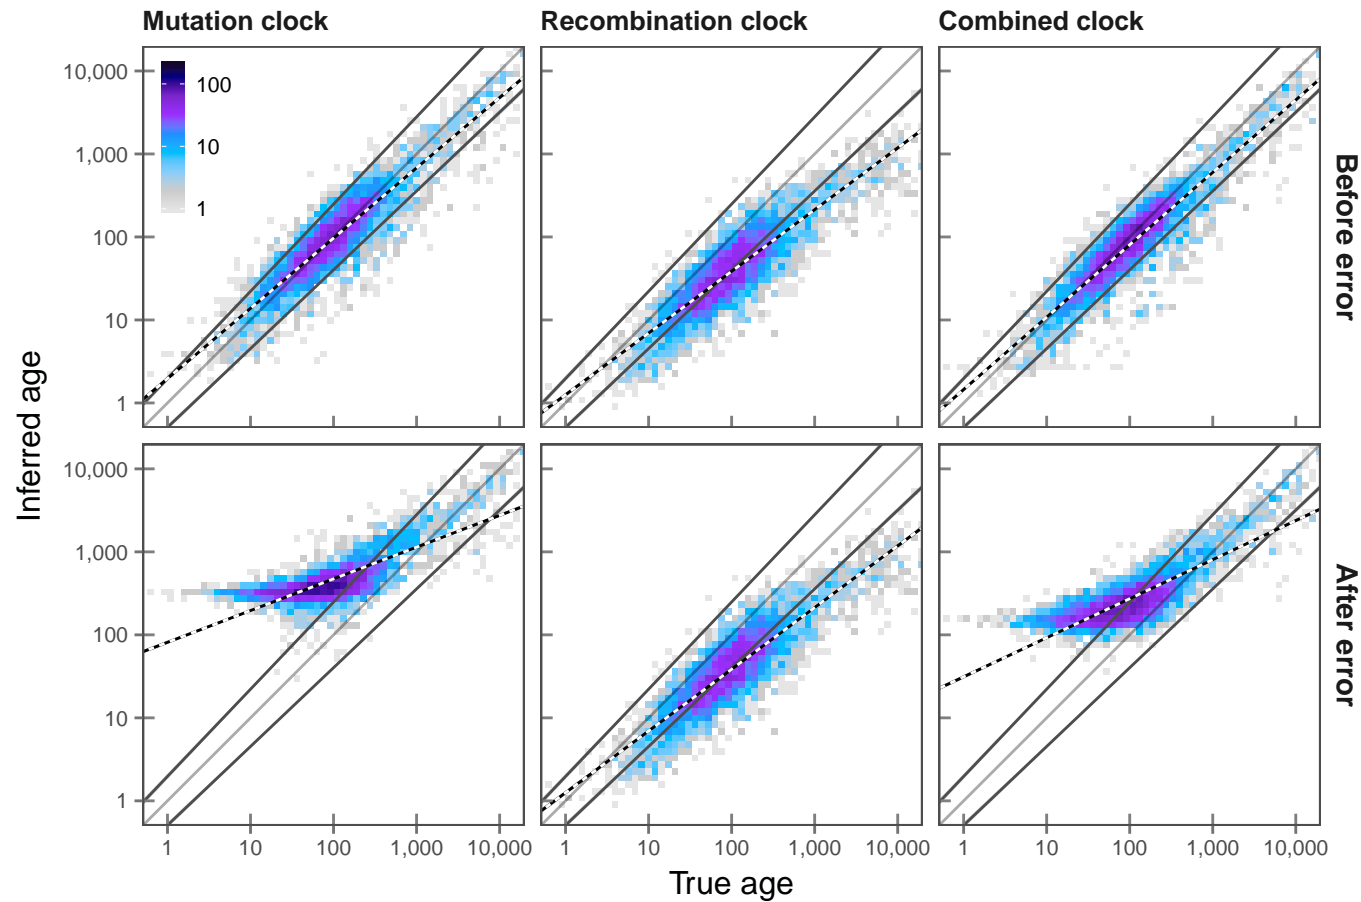 Mutation clock Recombination clock Combined clock
10,000
1,000
100
10
1
100
10
1
Before error
Inferred age
10,000
1,000
100
10
1
After error
1 10 100 1,000 10,000 1 10 100 1,000 10,000 1 10 100 1,000 10,000
True age